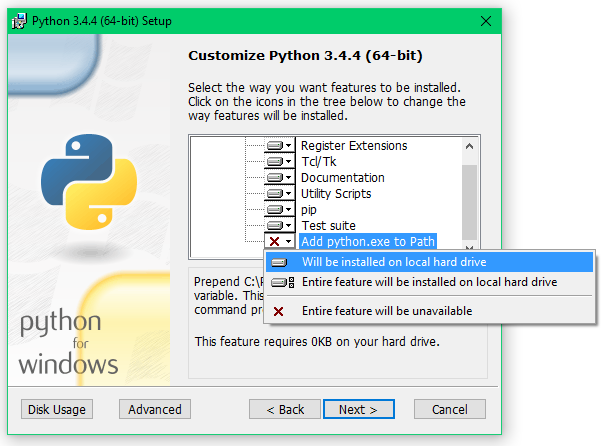 Python 3.4.4 (64-bit) Setup
Customize Python 3.4.4 (64-bit)
Select the way you want features to be installed.
Click on the icons in the tree below to change the
way features will be installed.
Register Extensions
Tcl/Tk
Documentation
Utility Scripts
pip
Test suite
Add python.exe to Path
Will be installed on local hard drive
Entire feature will be installed on local hard drive
Entire feature will be unavailable
Prepend
variable. This
command
This feature requires 0KB on your hard drive.
python
for
windows
Disk Usage
Advanced
< Back
Next >
Cancel